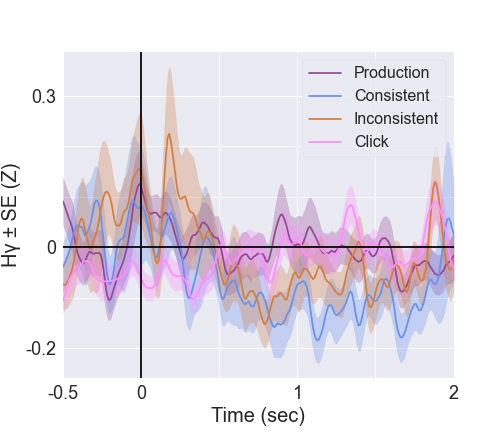 Production
Consistent
Inconsistent
Click
Hγ ± SE (Z)
0.3
0
-0.2
-0.5
0
1
2
Time (sec)